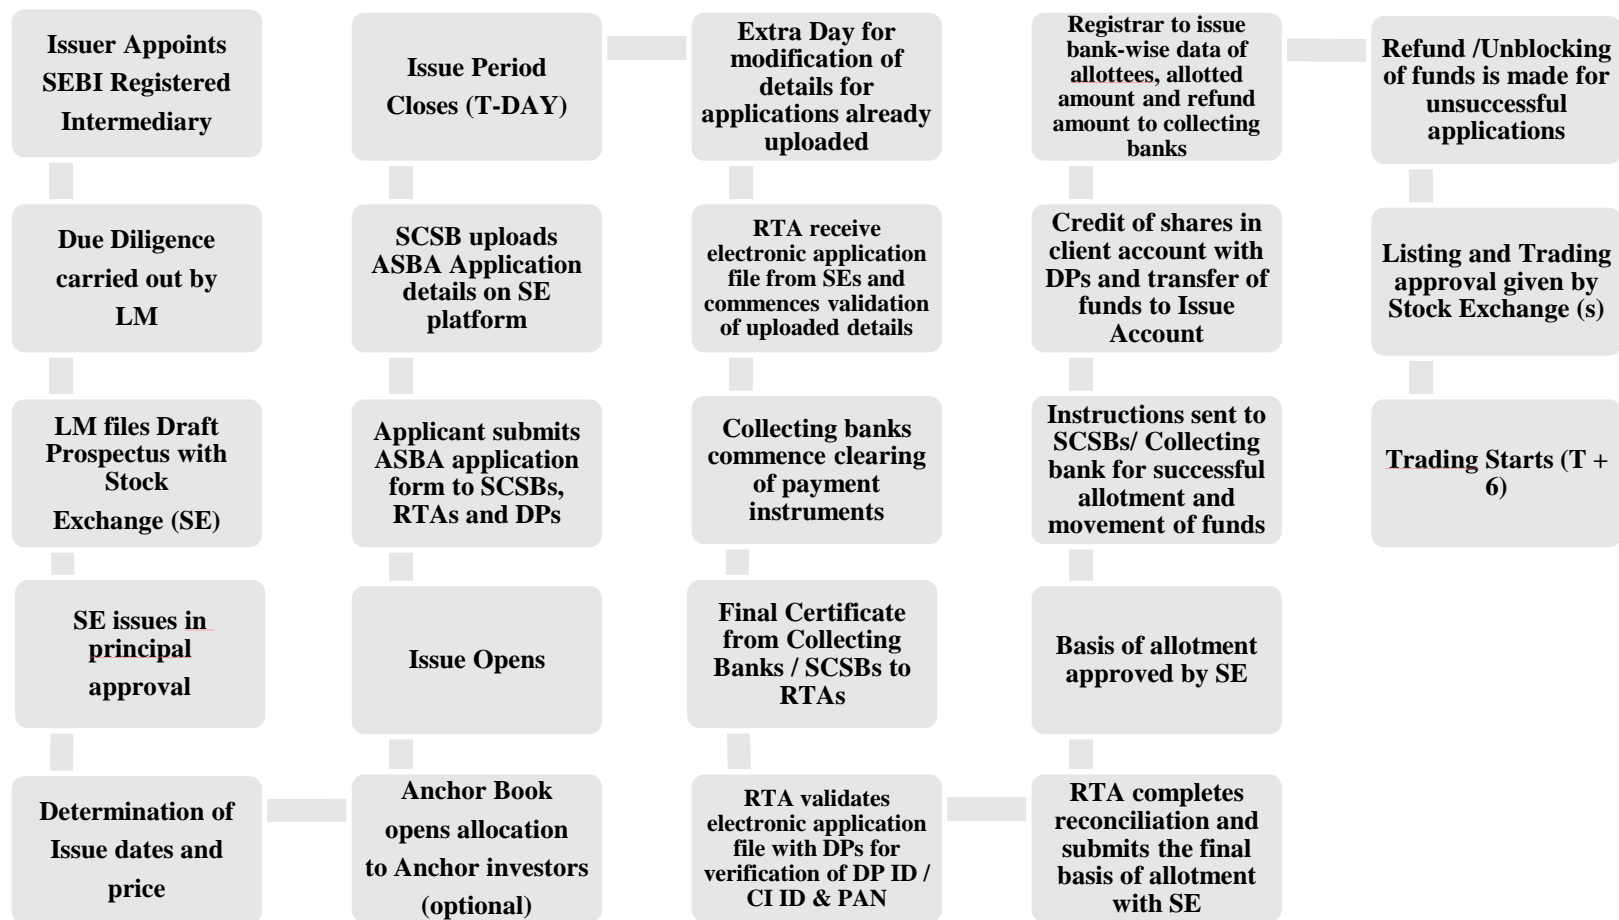 Issuer Appoints
SEBI Registered
Intermediary
Due Diligence
carried out by
LM
LM files Draft
Prospectus with
Stock
Exchange (SE)
SE issues in
principal
approval
Determination of
Issue dates and
price
Anchor Book
opens allocation
to Anchor investors
(optional)
Issue Opens
Applicant submits
ASBA application
form to SCSBs,
RTAs and DPs
SCSB uploads
ASBA Application
details on SE
platform
Issue Period
Closes (T-DAY)
Extra Day for
modification of
details for
applications already
uploaded
RTA receive
electronic application
file from SEs and
commences validation
of uploaded details
Collecting banks
commence clearing
of payment
instruments
Final Certificate
from Collecting
Banks / SCSBs to
RTAs
RTA validates
electronic application
file with DPs for
verification of DP ID /
CI ID & PAN
RTA completes
reconciliation and
submits the final
basis of allotment
with SE
Basis of allotment
approved by SE
Instructions sent to
SCSBs/ Collecting
bank for successful
allotment and
movement of funds
Credit of shares in
client account with
DPs and transfer of
funds to Issue
Account
Registrar to issue
bank-wise data of
allottees, allotted
amount and refund
amount to collecting
banks
Refund /Unblocking
of funds is made for
unsuccessful
applications
Listing and Trading
approval given by
Stock Exchange (s)
Trading Starts (T +
6)